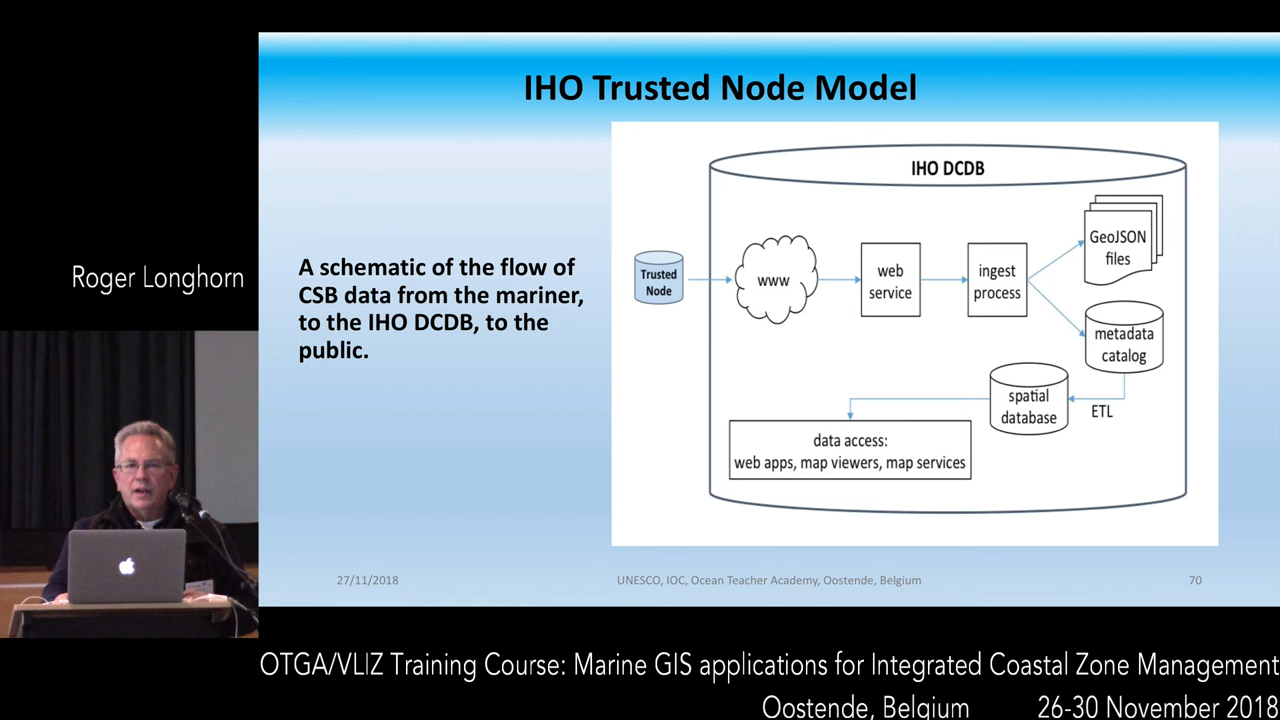 IHO Trusted Node Model
Roger Longhorn
A schematic of the flow of
CSB data from the mariner,
to the IHO DCDB, to the
public.
IHO DCDB
Trusted
Node
www
web
service
ingest
process
GeoJSON
files
metadata
catalog
ETL
spatial
database
data access:
web apps, map viewers, map services
27/11/2018
UNESCO, IOC, Ocean Teacher Academy, Oostende, Belgium
70
OTGA/VLIZ Training Course: Marine GIS applications for Integrated Coastal Zone Management
Oostende, Belgium 26-30 November 2018